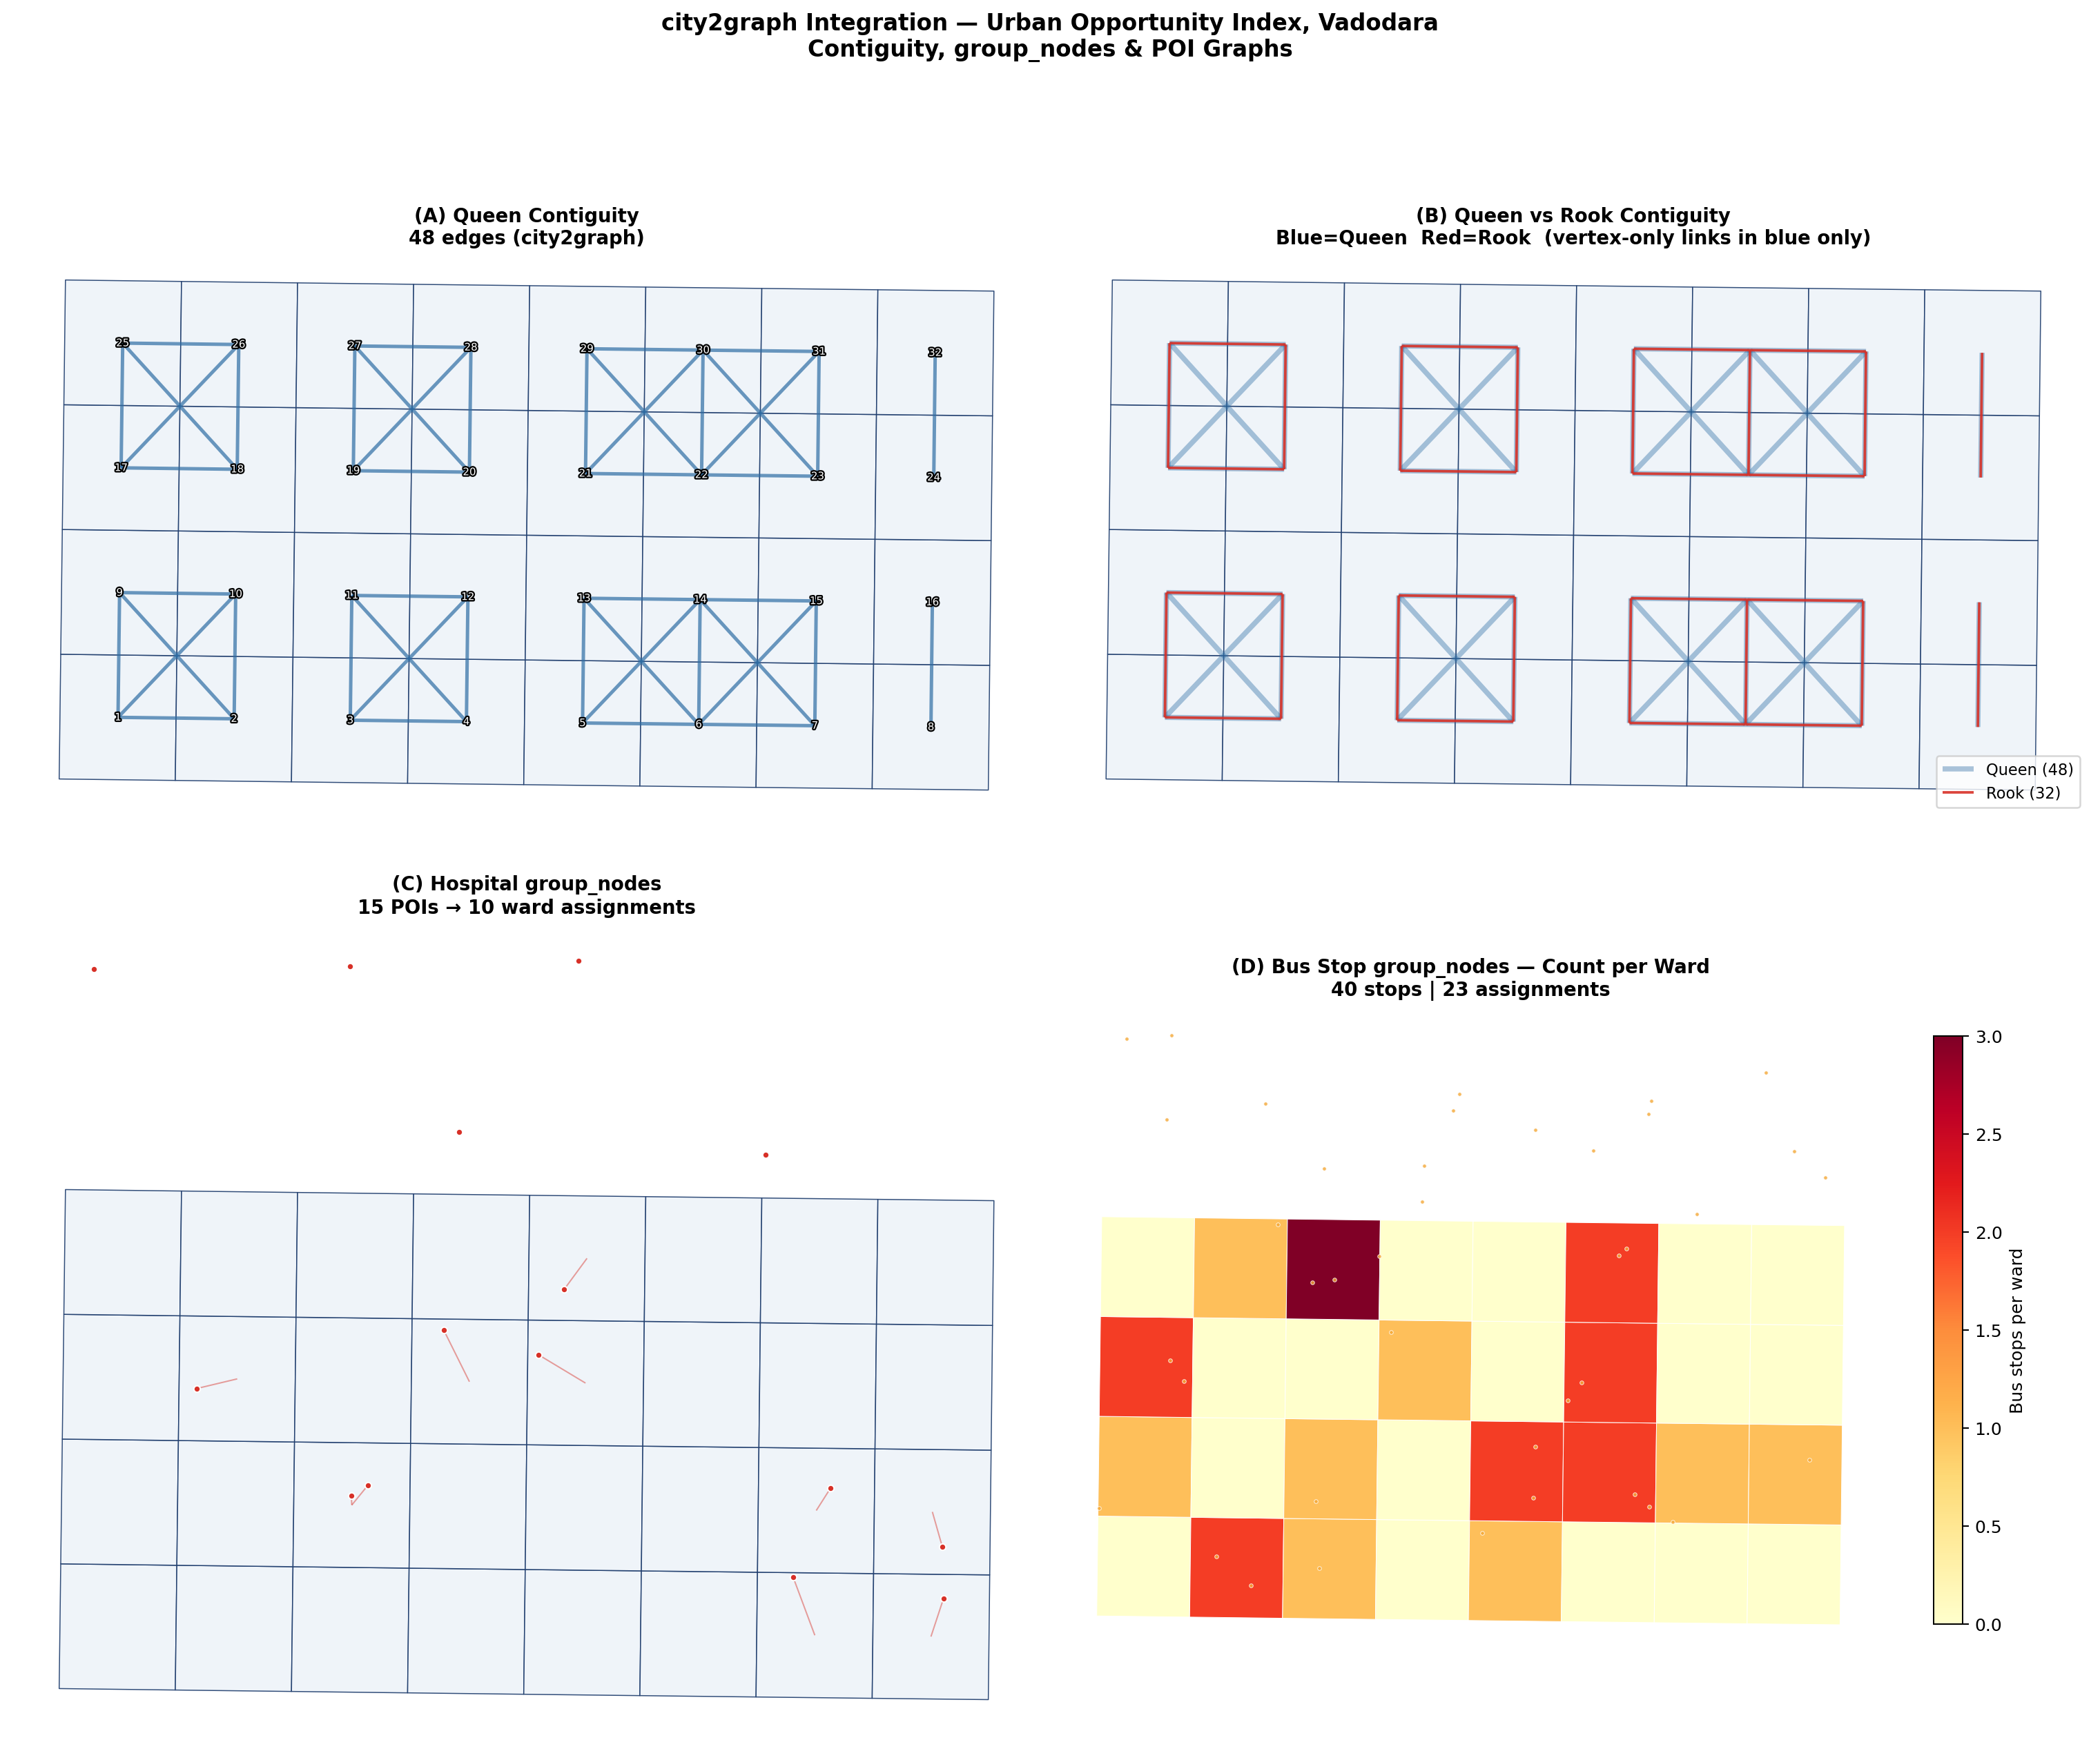 city2graph Integration — Urban Opportunity Index, Vadodara
Contiguity, group_nodes & POI Graphs
(A) Queen Contiguity
48 edges (city2graph)
25 26 27 28 29 30 31 32
17 18 19 20 21 22 23 24
9 10 11 12 13 14 15 16
1 2 3 4 5 6 7 8
(B) Queen vs Rook Contiguity
Blue=Queen  Red=Rook  (vertex-only links in blue only)
Queen (48)
Rook (32)
(C) Hospital group_nodes
15 POIs → 10 ward assignments
(D) Bus Stop group_nodes — Count per Ward
40 stops | 23 assignments
3.0
2.5
2.0
1.5
1.0
0.5
0.0
Bus stops per ward